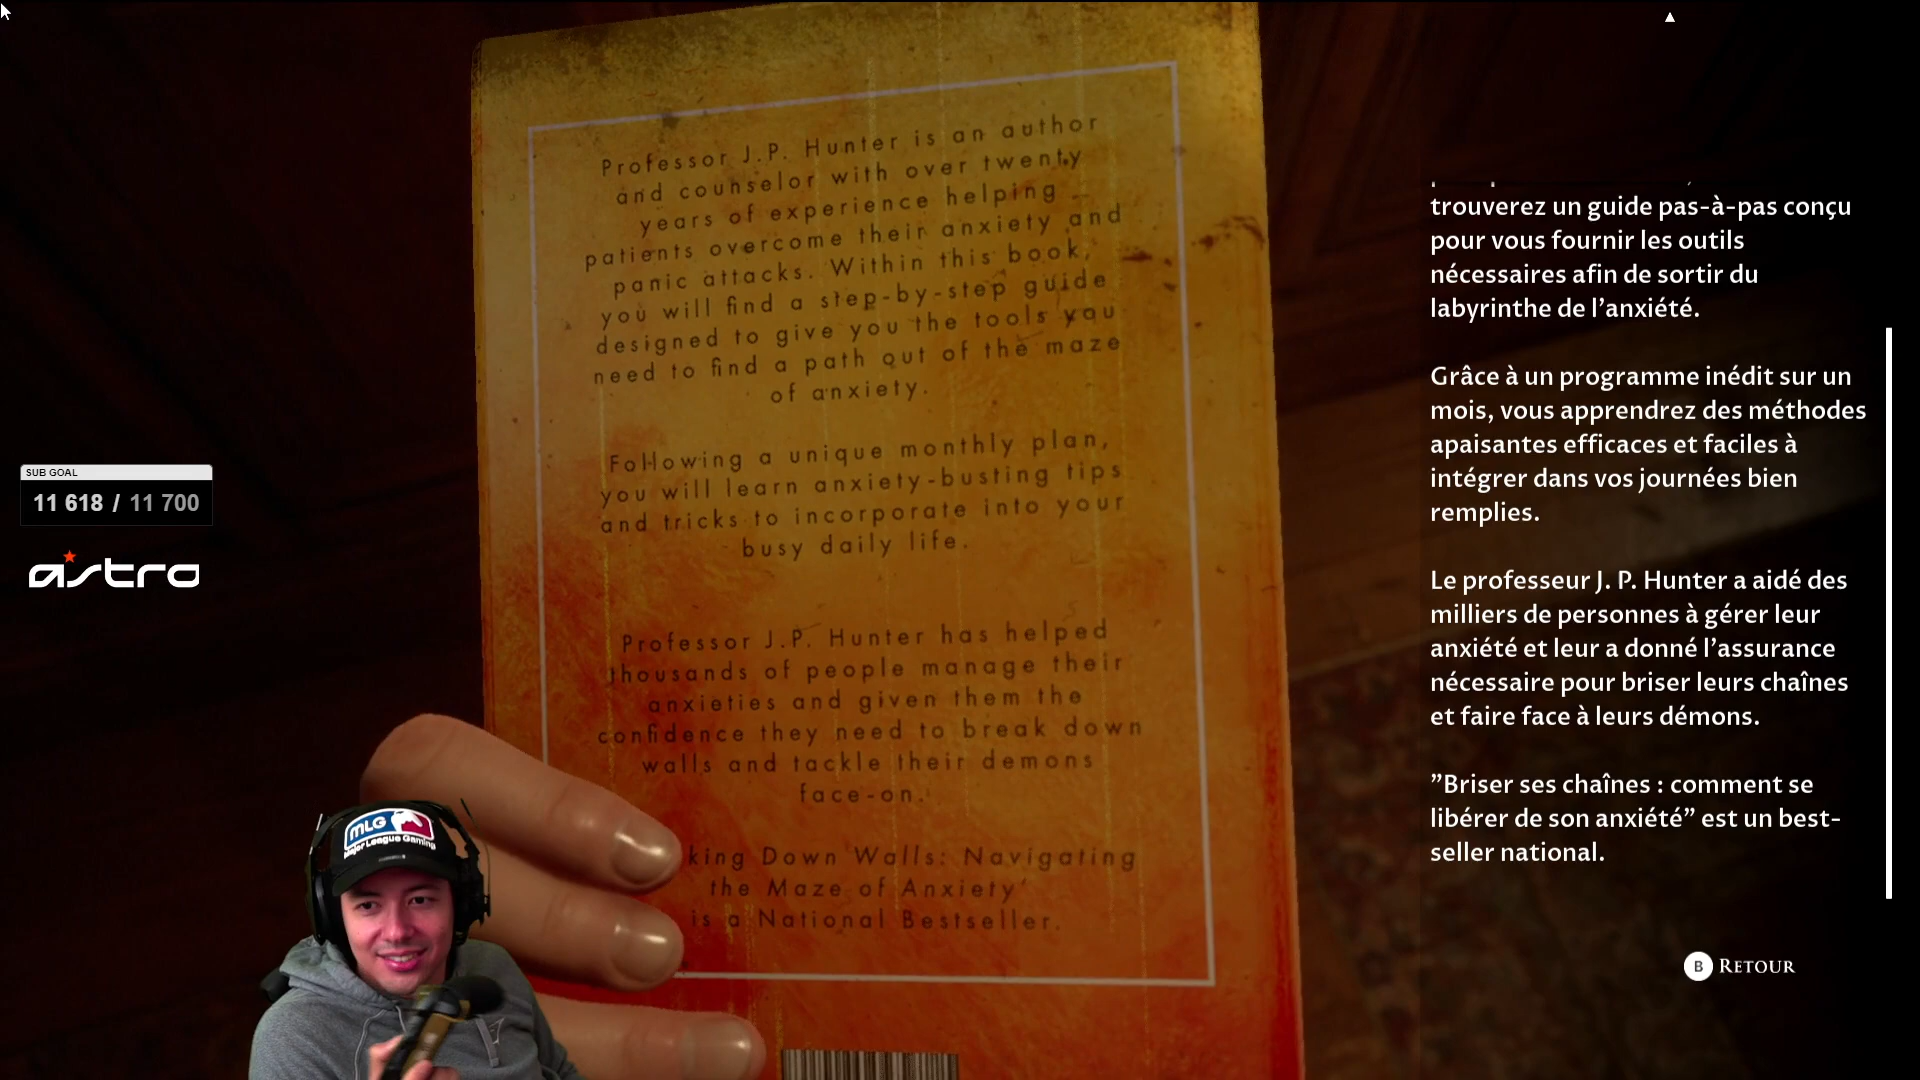 Professor J.P. Hunter is an author
and counselor with over twenty
years of experience helping
patients overcome their anxiety and
panic attacks. Within this book,
you will find a step-by-step guide
designed to give you the tools you
need to find a path out of the maze
of anxiety.
Following a unique monthly plan,
you will learn anxiety-busting tips
and tricks to incorporate into your
busy daily life.
Professor J.P. Hunter has helped
thousands of people manage their
anxieties and given them the
confidence they need to break down
walls and tackle their demons
face-on.
king Down Walls: Navigating
the Maze of Anxiety'
is a National Bestseller.
trouverez un guide pas-à-pas conçu
pour vous fournir les outils
nécessaires afin de sortir du
labyrinthe de l'anxiété.
Grâce à un programme inédit sur un
mois, vous apprendrez des méthodes
apaisantes efficaces et faciles à
intégrer dans vos journées bien
remplies.
Le professeur J. P. Hunter a aidé des
milliers de personnes à gérer leur
anxiété et leur a donné l'assurance
nécessaire pour briser leurs chaînes
et faire face à leurs démons.
”Briser ses chaînes : comment se
libérer de son anxiété” est un best-
seller national.
B RETOUR
SUB GOAL
11 618 / 11 700
astro
MLG
Major League Gaming